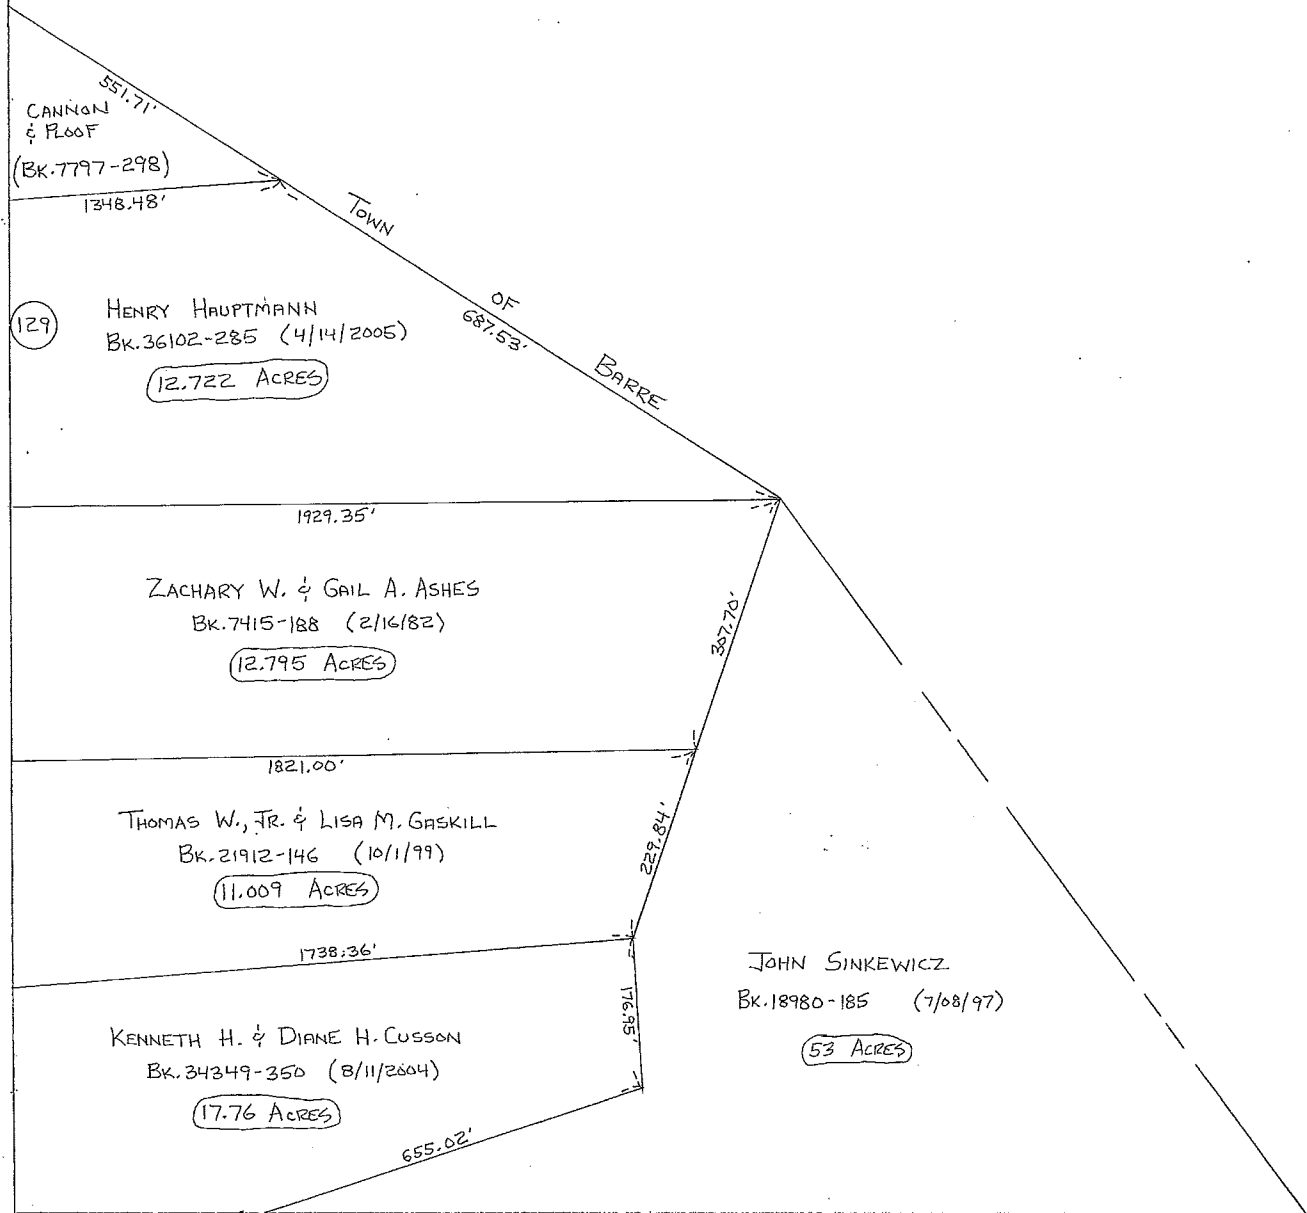 551.71'
CANNON
& PLOOF
(BK.7797-298)
1348.48'
TOWN
OF
BARRE
687.53'
129
HENRY HAUPTMANN
BK.36102-285 (4/14/2005)
12.722 ACRES
1929.35'
ZACHARY W. & GAIL A. ASHES
BK.7415-188 (2/16/82)
12.795 ACRES
307.70'
1821.00'
THOMAS W., JR. & LISA M. GASKILL
BK.21912-146 (10/1/99)
11.009 ACRES
229.84'
1738.36'
KENNETH H. & DIANE H. CUSSON
BK.34349-350 (8/11/2004)
17.76 ACRES
176.95'
655.02'
JOHN SINKEWICZ
BK.18980-185 (7/08/97)
53 ACRES